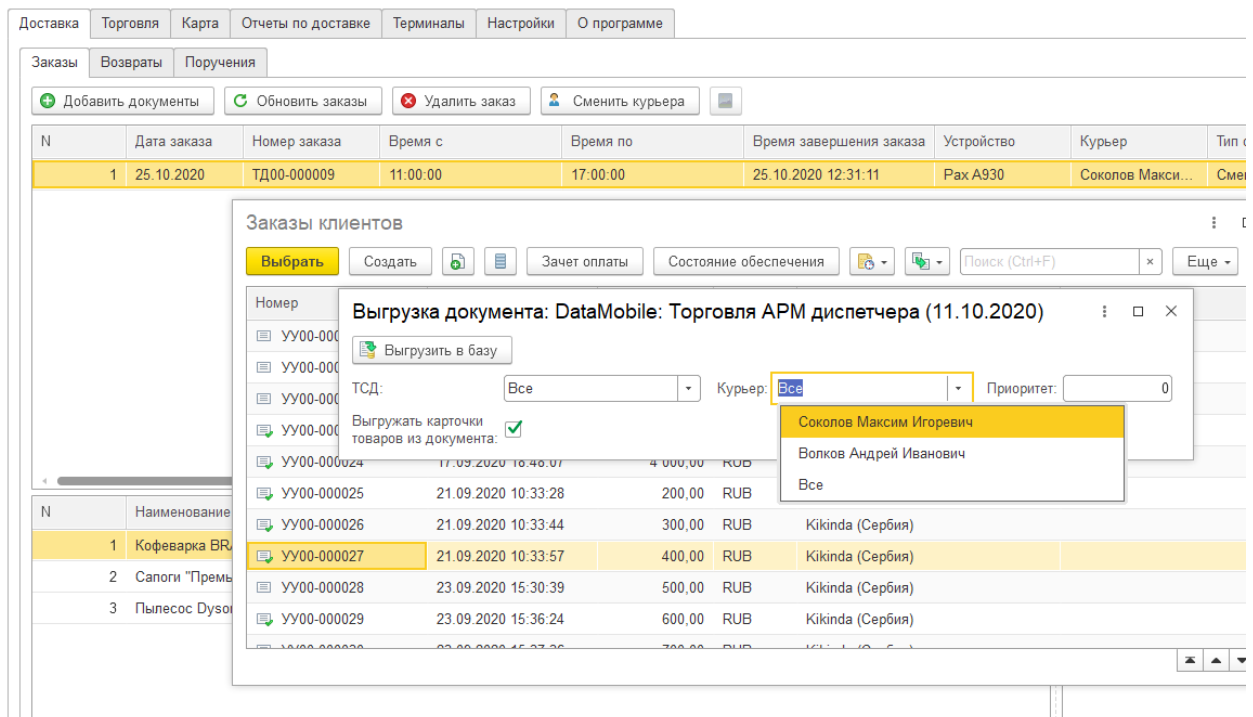 Доставка Торговля Карта Отчеты по доставке Терминалы Настройки О программе
Заказы Возвраты Поручения
Добавить документы Обновить заказы Удалить заказ Сменить курьера
N Дата заказа Номер заказа Время с Время по Время завершения заказа Устройство Курьер Тип
1 25.10.2020 ТД00-000009 11:00:00 17:00:00 25.10.2020 12:31:11 Pax A930 Соколов Макси...
Заказы клиентов
Выбрать Создать Зачет оплаты Состояние обеспечения Поиск (Ctrl+F) × Еще
Номер
Выгрузка документа: DataMobile: Торговля АРМ диспетчера (11.10.2020)
Выгрузить в базу
ТСД: Все Курьер: Все Приоритет: 0
Выгружать карточки
товаров из документа:
Соколов Максим Игоревич
Волков Андрей Иванович
Все
УУ00-000024 17.09.2020 18:48:07 4 000,00 RUB
УУ00-000025 21.09.2020 10:33:28 200,00 RUB
УУ00-000026 21.09.2020 10:33:44 300,00 RUB Kikinda (Сербия)
УУ00-000027 21.09.2020 10:33:57 400,00 RUB Kikinda (Сербия)
УУ00-000028 23.09.2020 15:30:39 500,00 RUB Kikinda (Сербия)
УУ00-000029 23.09.2020 15:36:24 600,00 RUB Kikinda (Сербия)
N Наименование
1 Кофеварка BR
2 Сапоги "Премь
3 Пылесос Dyso